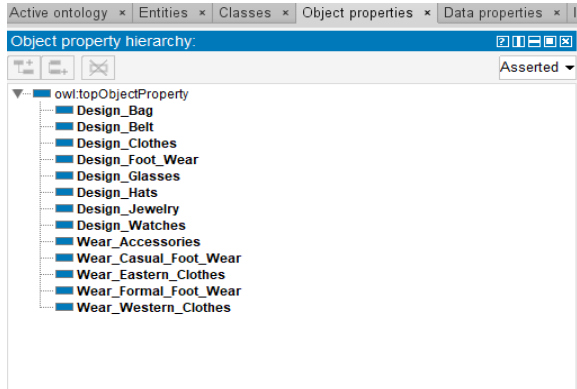 Active ontology × Entities × Classes × Object properties × Data properties ×
Object property hierarchy:
Asserted
owl:topObjectProperty
Design_Bag
Design_Belt
Design_Clothes
Design_Foot_Wear
Design_Glasses
Design_Hats
Design_Jewelry
Design_Watches
Wear_Accessories
Wear_Casual_Foot_Wear
Wear_Eastern_Clothes
Wear_Formal_Foot_Wear
Wear_Western_Clothes